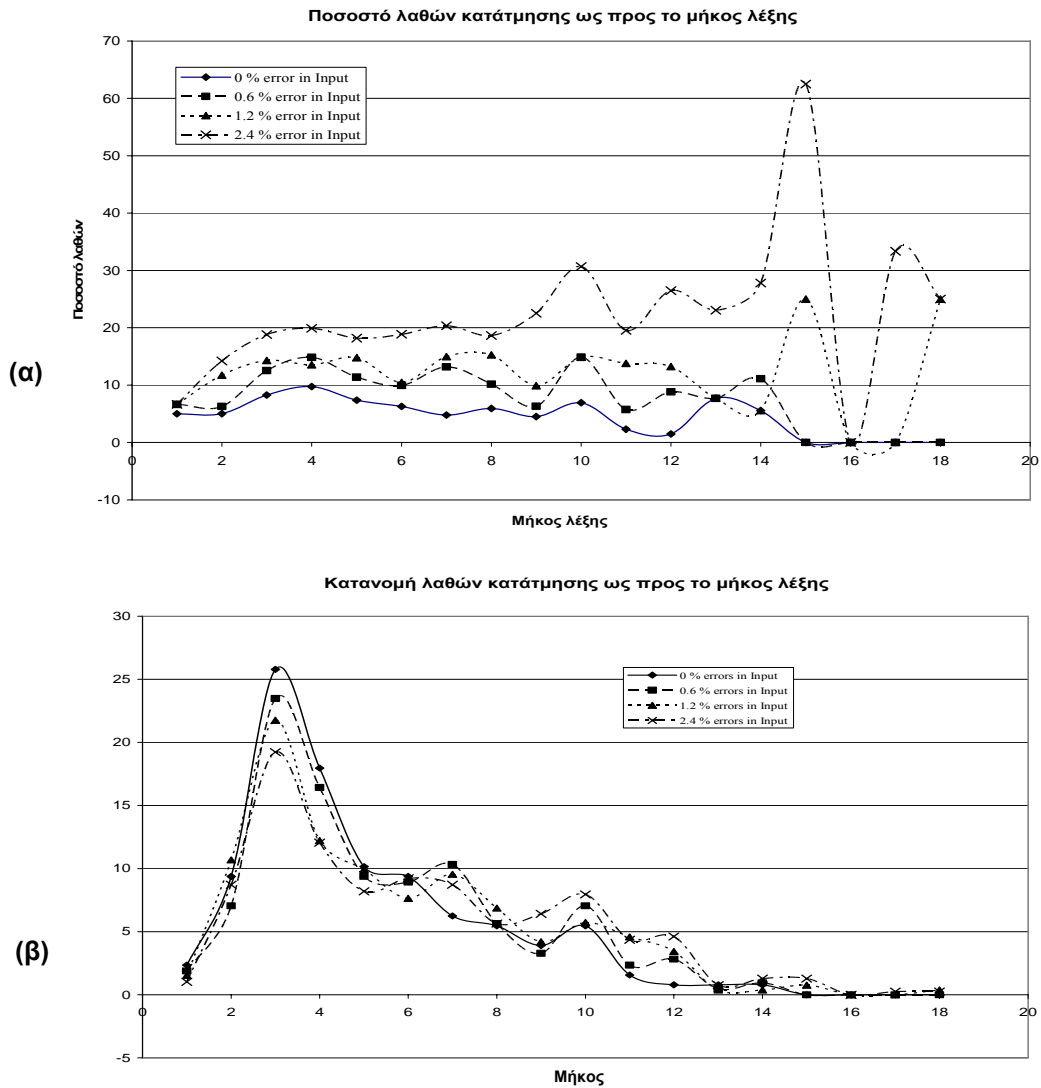 Ποσοστό λαθών κατάτμησης ως προς το μήκος λέξης
70
60
50
40
30
20
10
0
-10
0 % error in Input
0.6 % error in Input
1.2 % error in Input
2.4 % error in Input
Ποσοστό λαθών
(α)
0 2 4 6 8 10 12 14 16 18 20
Μήκος λέξης
Κατανομή λαθών κατάτμησης ως προς το μήκος λέξης
30
25
20
15
10
5
0
-5
0 % errors in Input
0.6 % errors in Input
1.2 % errors in Input
2.4 % errors in Input
(β)
0 2 4 6 8 10 12 14 16 18 20
Μήκος